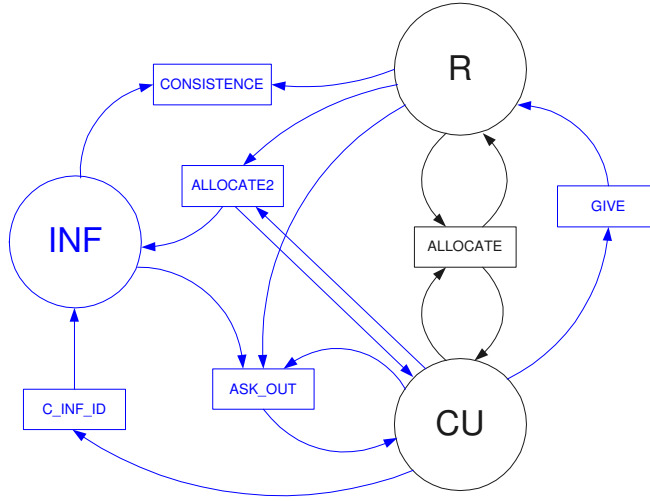 R
CONSISTENCE
ALLOCATE2
GIVE
INF
ALLOCATE
ASK_OUT
C_INF_ID
CU